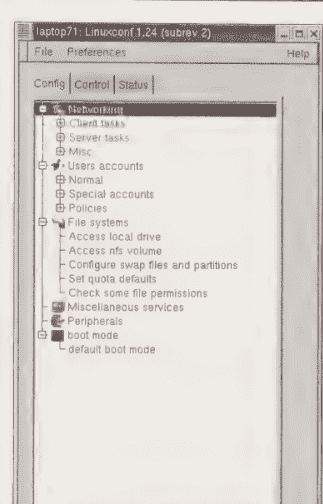 laptop71: Linuxconf 1.24 (subrev 2)
File Preferences Help
Config Control Status
Networking
Client tasks
Server tasks
Misc
Users accounts
Normal
Special accounts
Policies
File systems
Access local drive
Access nfs volume
Configure swap files and partitions
Set quota defaults
Check some file permissions
Miscellaneous services
Peripherals
boot mode
default boot mode